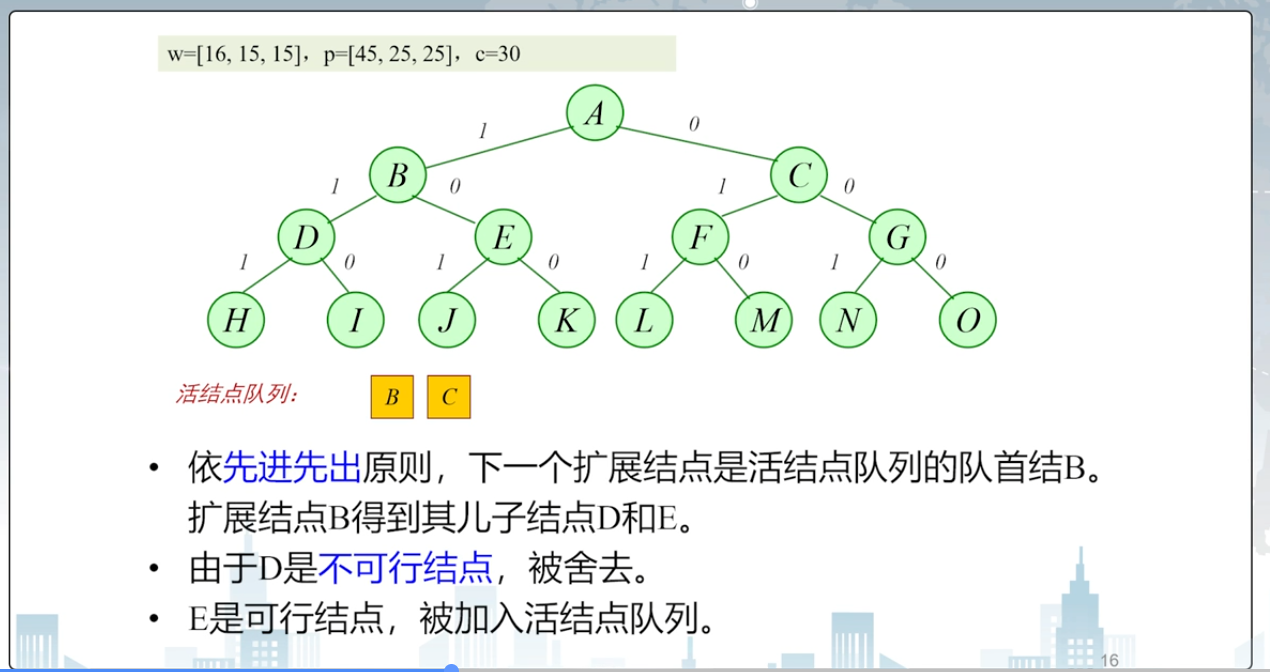 w=[16, 15, 15]，p=[45, 25, 25]，c=30
A
1 0
B C
1 0 1 0
D E F G
1 0 1 0 1 0 1 0
H I J K L M N O
活结点队列： B C
• 依先进先出原则，下一个扩展结点是活结点队列的队首结B。
扩展结点B得到其儿子结点D和E。
• 由于D是不可行结点，被舍去。
• E是可行结点，被加入活结点队列。
16